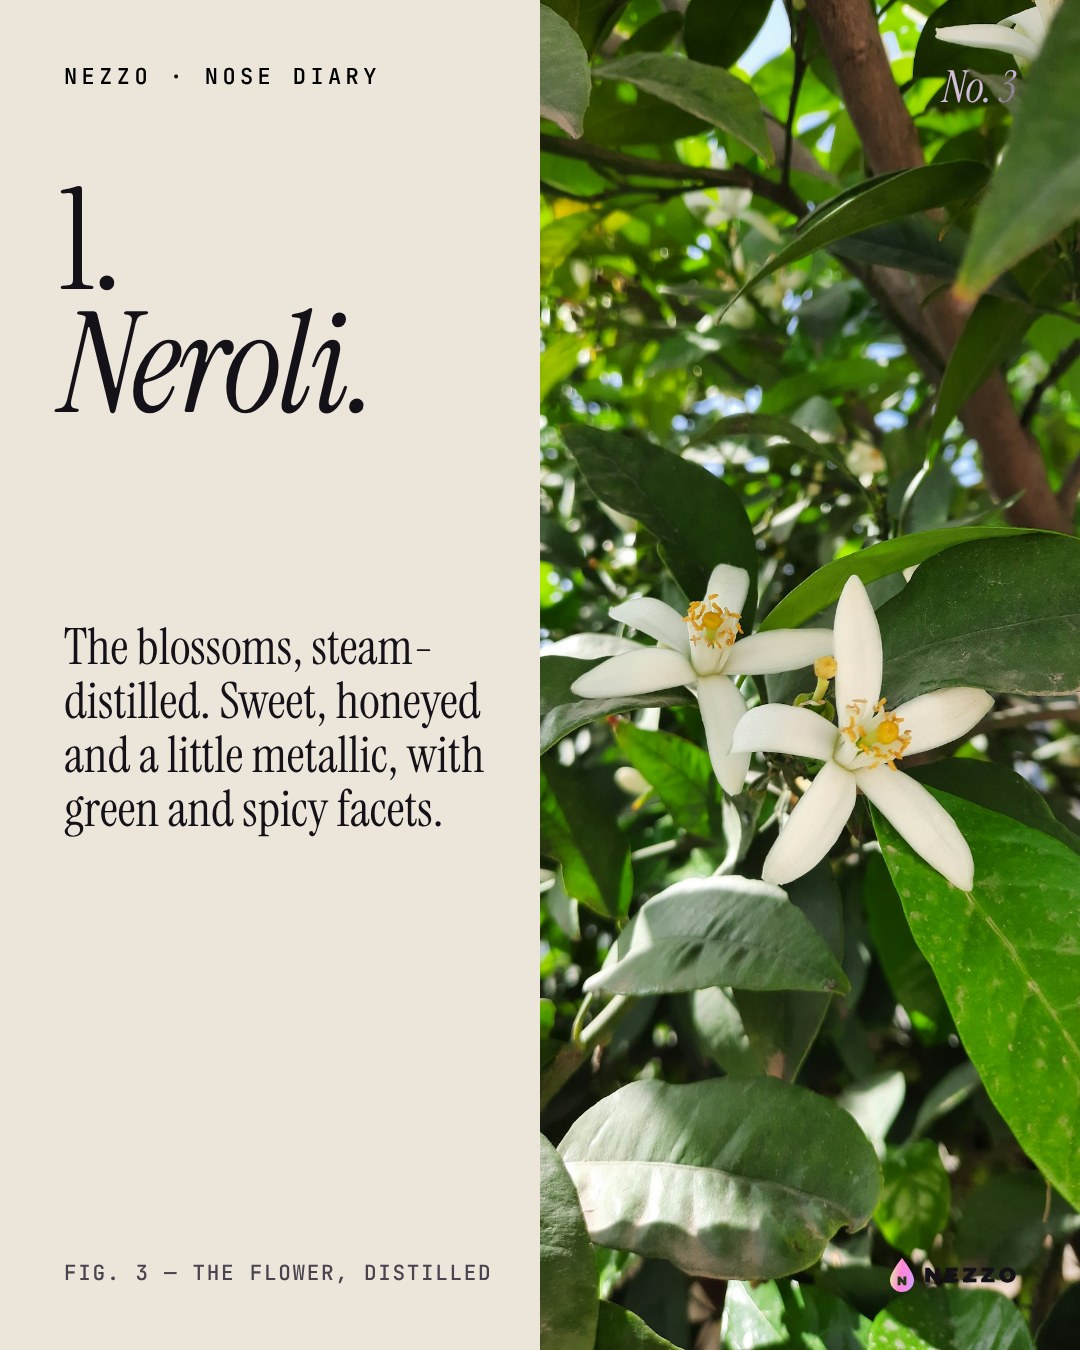 NEZZO · NOSE DIARY
No. 3
1.
Neroli.
The blossoms, steam-
distilled. Sweet, honeyed
and a little metallic, with
green and spicy facets.
FIG. 3 — THE FLOWER, DISTILLED
N NEZZO